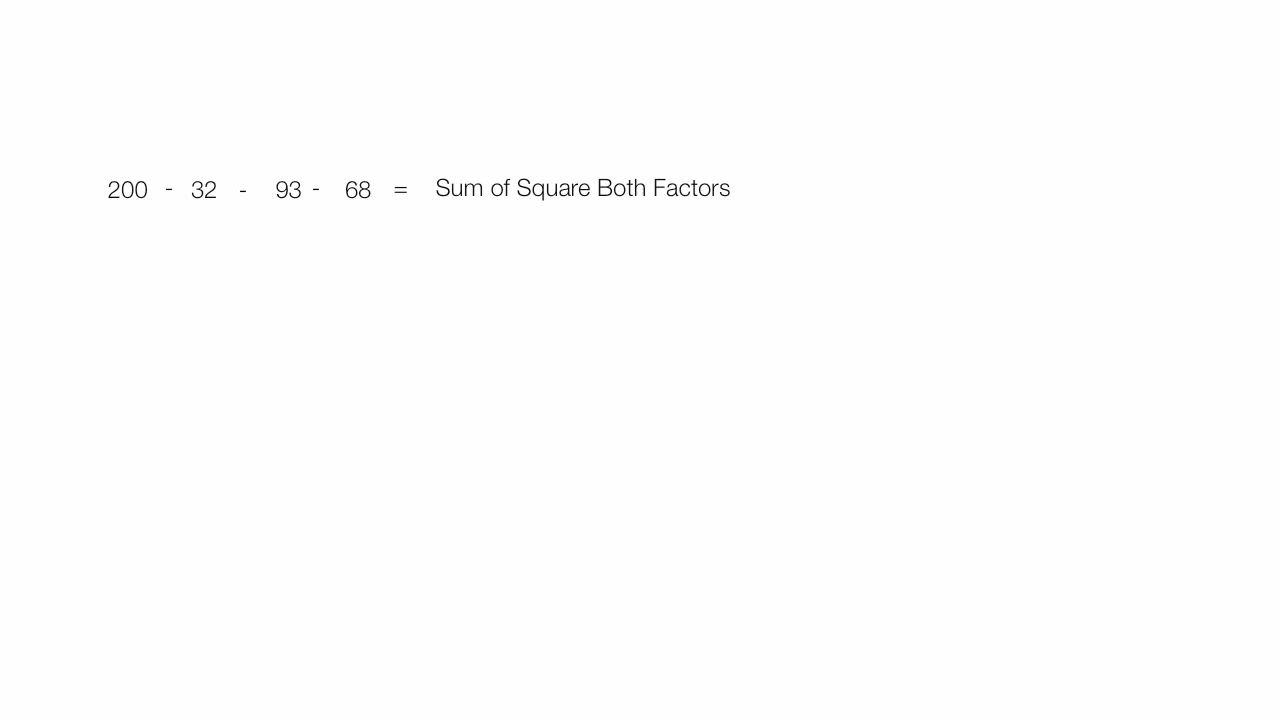 200 - 32 - 93 - 68 = Sum of Square Both Factors